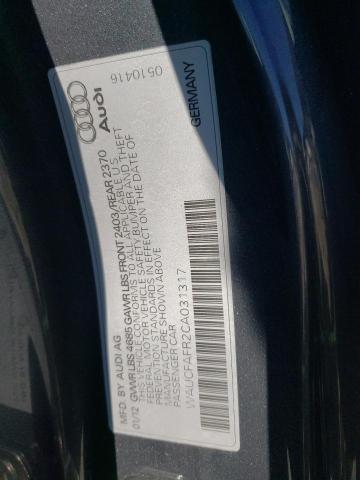 Audi
0510416
MFD. BY AUDI AG
01/12 GVWR LBS 4685 GAWR LBS FRONT 2403/REAR 2370
THIS VEHICLE CONFORMS TO ALL APPLICABLE U.S.
FEDERAL MOTOR VEHICLE SAFETY BUMPER AND THEFT
PREVENTION STANDARDS IN EFFECT ON THE DATE OF
MANUFACTURE SHOWN ABOVE
PASSENGER CAR
WAUCFAFR2CA031317
GERMANY